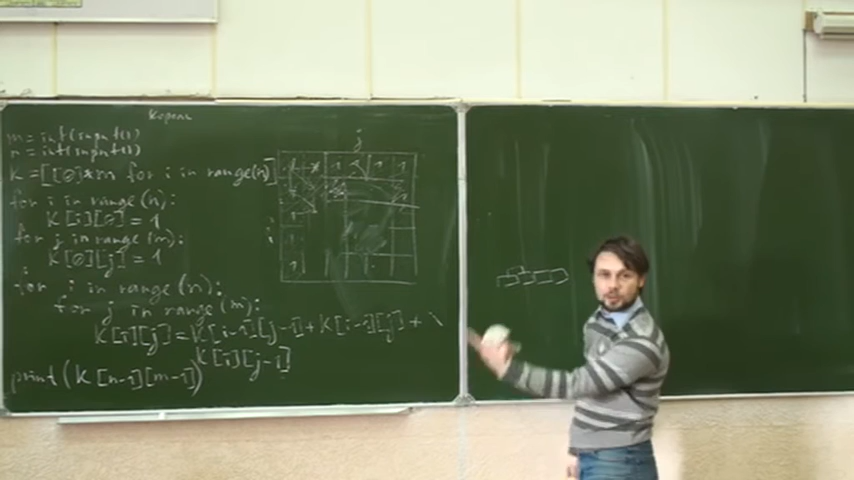 Король
m = int(input())
n = int(input())
K = [[0]*m for i in range(n)]
for i in range(n):
K[i][0] = 1
for j in range(m):
K[0][j] = 1
for i in range(n):
for j in range(m):
K[i][j] = K[i-1][j-1] + K[i-1][j] +
K[i][j-1]
print(K[n-1][m-1])
j
i